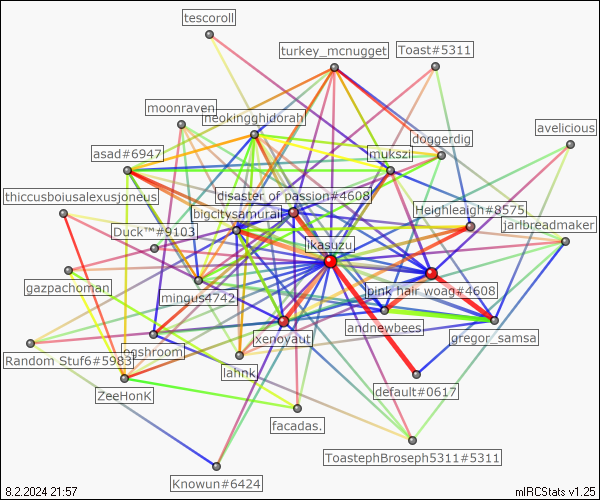 tescoroll
turkey_mcnugget
Toast#5311
moonraven
neokingghidorah
avelicious
doggerdig
asad#6947
mukszi
thiccusboiusalexusjoneus
disaster of passion#4608
bigcitysamurai
Heighleaigh#8575
jarlbreadmaker
Duck™#9103
ikasuzu
gazpachoman
mingus4742
pink hair woag#4608
andnewbees
gregor_samsa
xenoyaut
Random Stuf6#5983
egshroom
lahnk
default#0617
ZeeHonK
facadas.
ToastephBroseph5311#5311
Knowun#6424
8.2.2024 21:57
mIRCStats v1.25